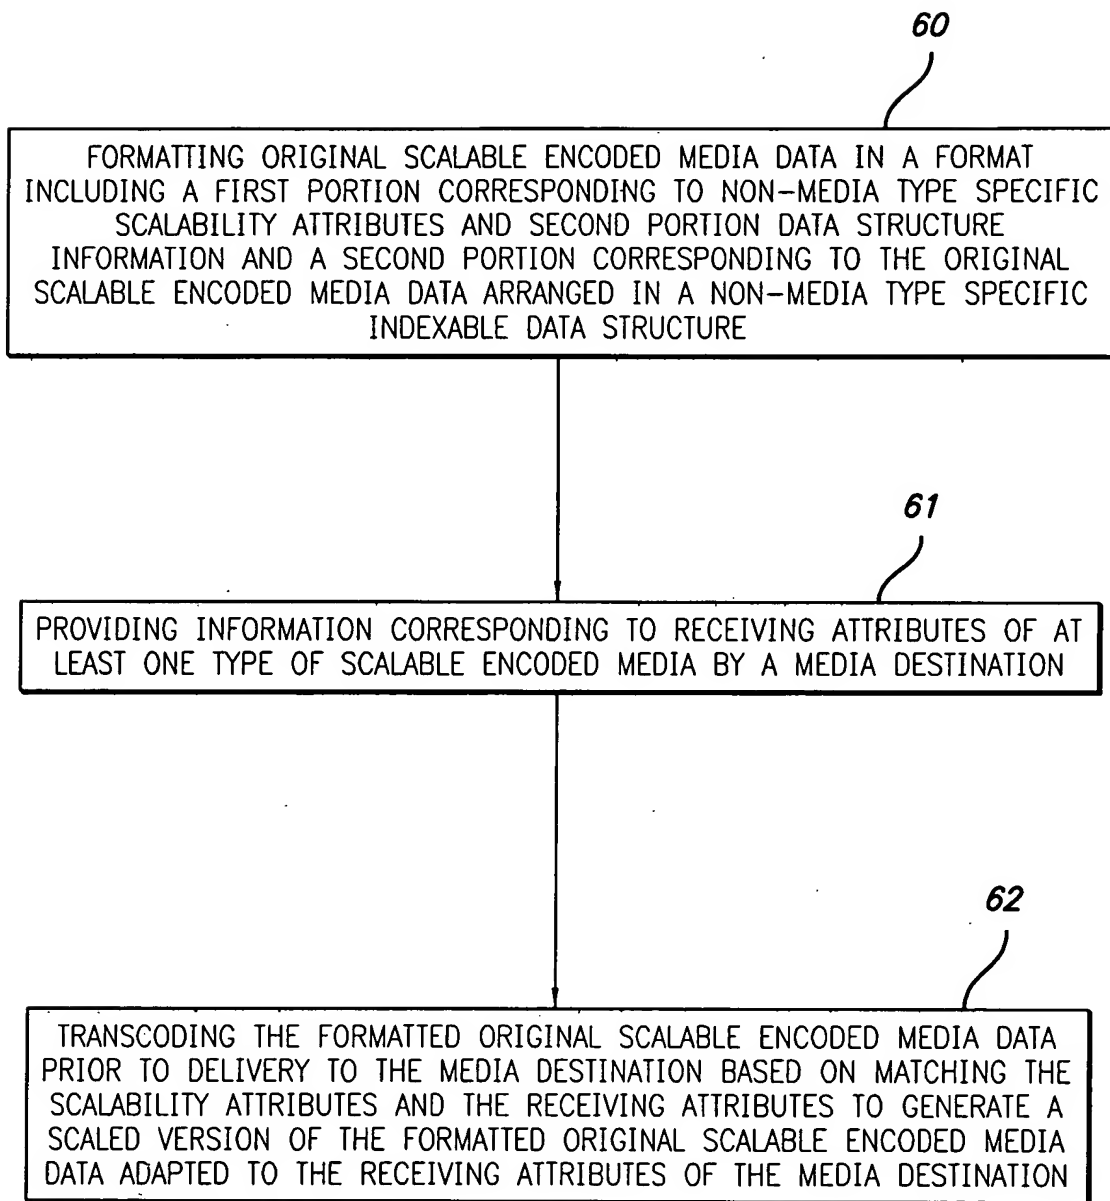 60
FORMATTING ORIGINAL SCALABLE ENCODED MEDIA DATA IN A FORMAT
INCLUDING A FIRST PORTION CORRESPONDING TO NON-MEDIA TYPE SPECIFIC
SCALABILITY ATTRIBUTES AND SECOND PORTION DATA STRUCTURE
INFORMATION AND A SECOND PORTION CORRESPONDING TO THE ORIGINAL
SCALABLE ENCODED MEDIA DATA ARRANGED IN A NON-MEDIA TYPE SPECIFIC
INDEXABLE DATA STRUCTURE
61
PROVIDING INFORMATION CORRESPONDING TO RECEIVING ATTRIBUTES OF AT
LEAST ONE TYPE OF SCALABLE ENCODED MEDIA BY A MEDIA DESTINATION
62
TRANSCODING THE FORMATTED ORIGINAL SCALABLE ENCODED MEDIA DATA
PRIOR TO DELIVERY TO THE MEDIA DESTINATION BASED ON MATCHING THE
SCALABILITY ATTRIBUTES AND THE RECEIVING ATTRIBUTES TO GENERATE A
SCALED VERSION OF THE FORMATTED ORIGINAL SCALABLE ENCODED MEDIA
DATA ADAPTED TO THE RECEIVING ATTRIBUTES OF THE MEDIA DESTINATION